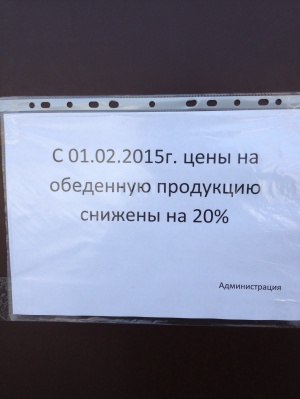 С 01.02.2015г. цены на
обеденную продукцию
снижены на 20%
Администрация